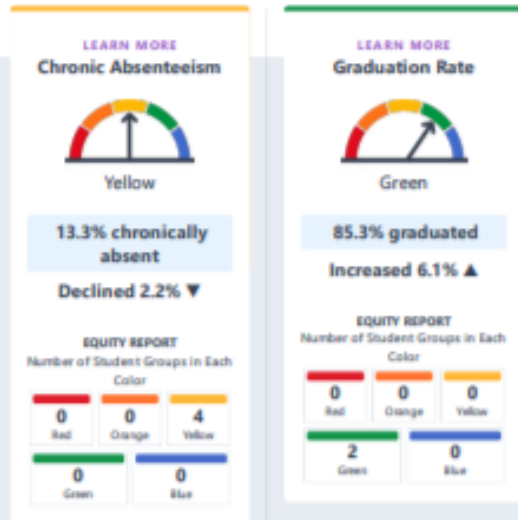 LEARN MORE
Chronic Absenteeism
Yellow
13.3% chronically
absent
Declined 2.2% ▼
EQUITY REPORT
Number of Student Groups in Each
Color
0 0 4
Red Orange Yellow
0 0
Green Blue
LEARN MORE
Graduation Rate
Green
85.3% graduated
Increased 6.1% ▲
EQUITY REPORT
Number of Student Groups in Each
Color
0 0 0
Red Orange Yellow
2 0
Green Blue